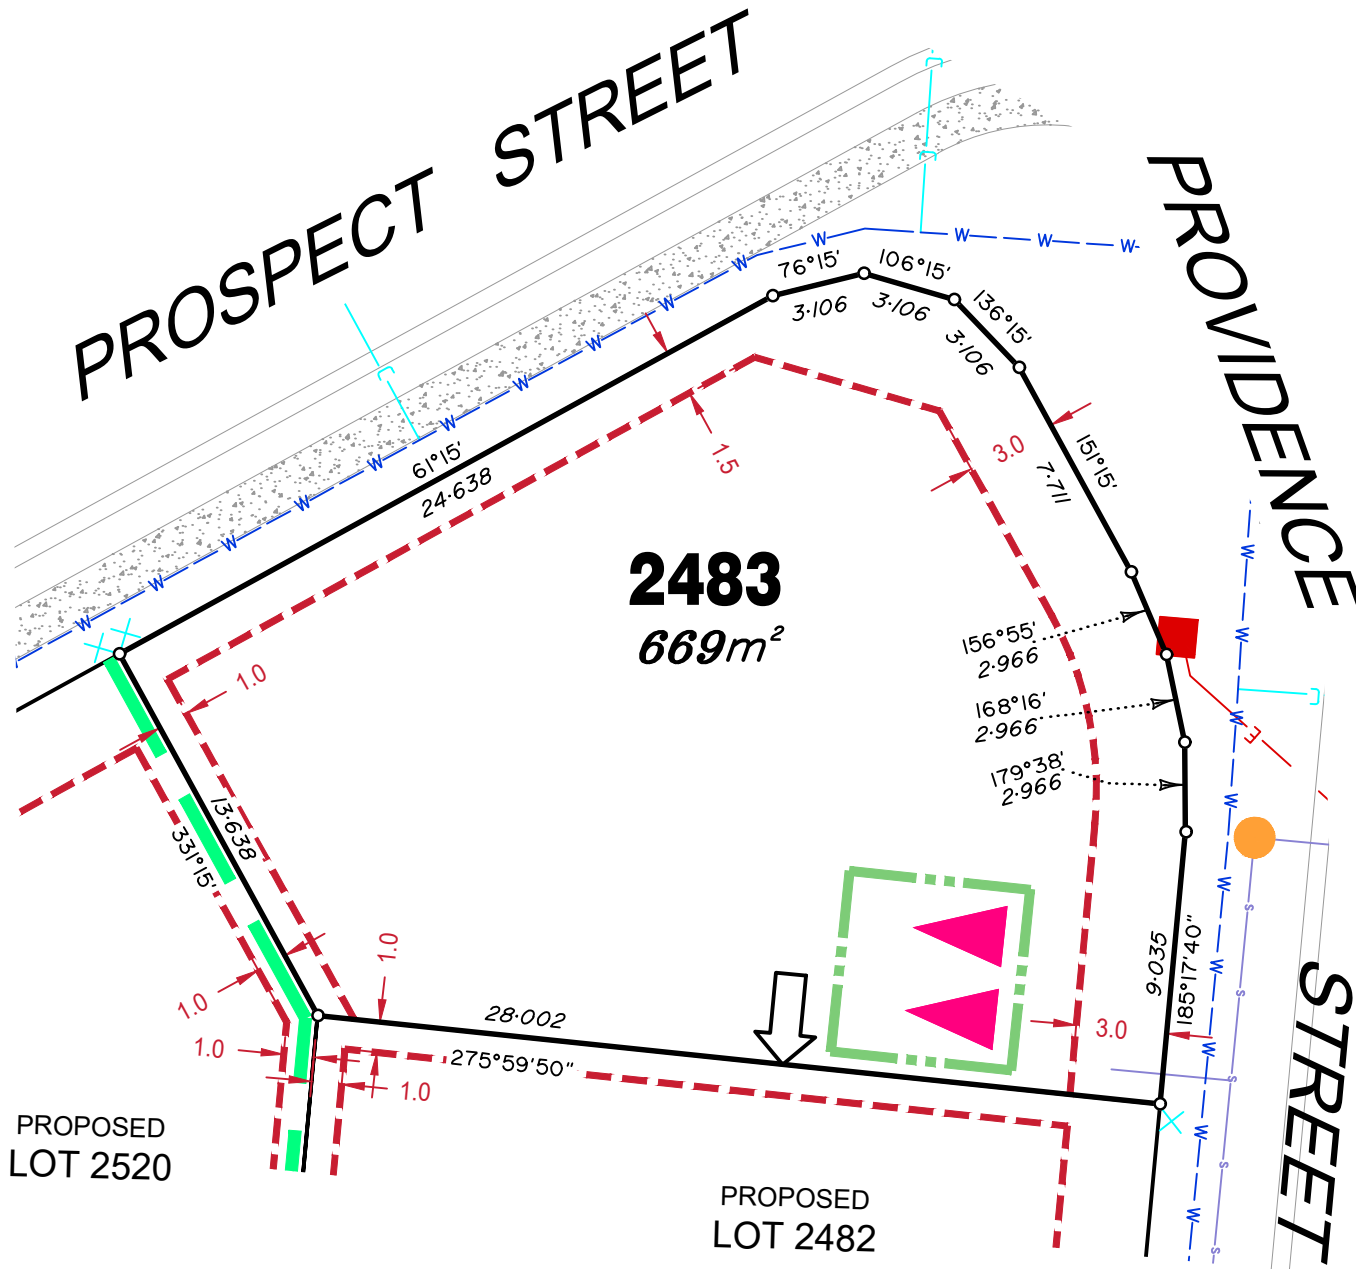 PROSPECT STREET
PROVIDENCE
STREET
W W W W W W W W W W W W W W
76°15'
3·106
106°15'
3·106
136°15'
3·106
61°15'
24·638
1.5
3.0
151°15'
7·711
2483
669m²
1.0
156°55'
2·966
168°16'
2·966
179°38'
2·966
E
W W W W W W W W W
13·638
331°15'
9·035
185°17'40"
S S S S S
1.0
1.0
28·002
275°59'50"
3.0
1.0
1.0
PROPOSED
LOT 2520
PROPOSED
LOT 2482